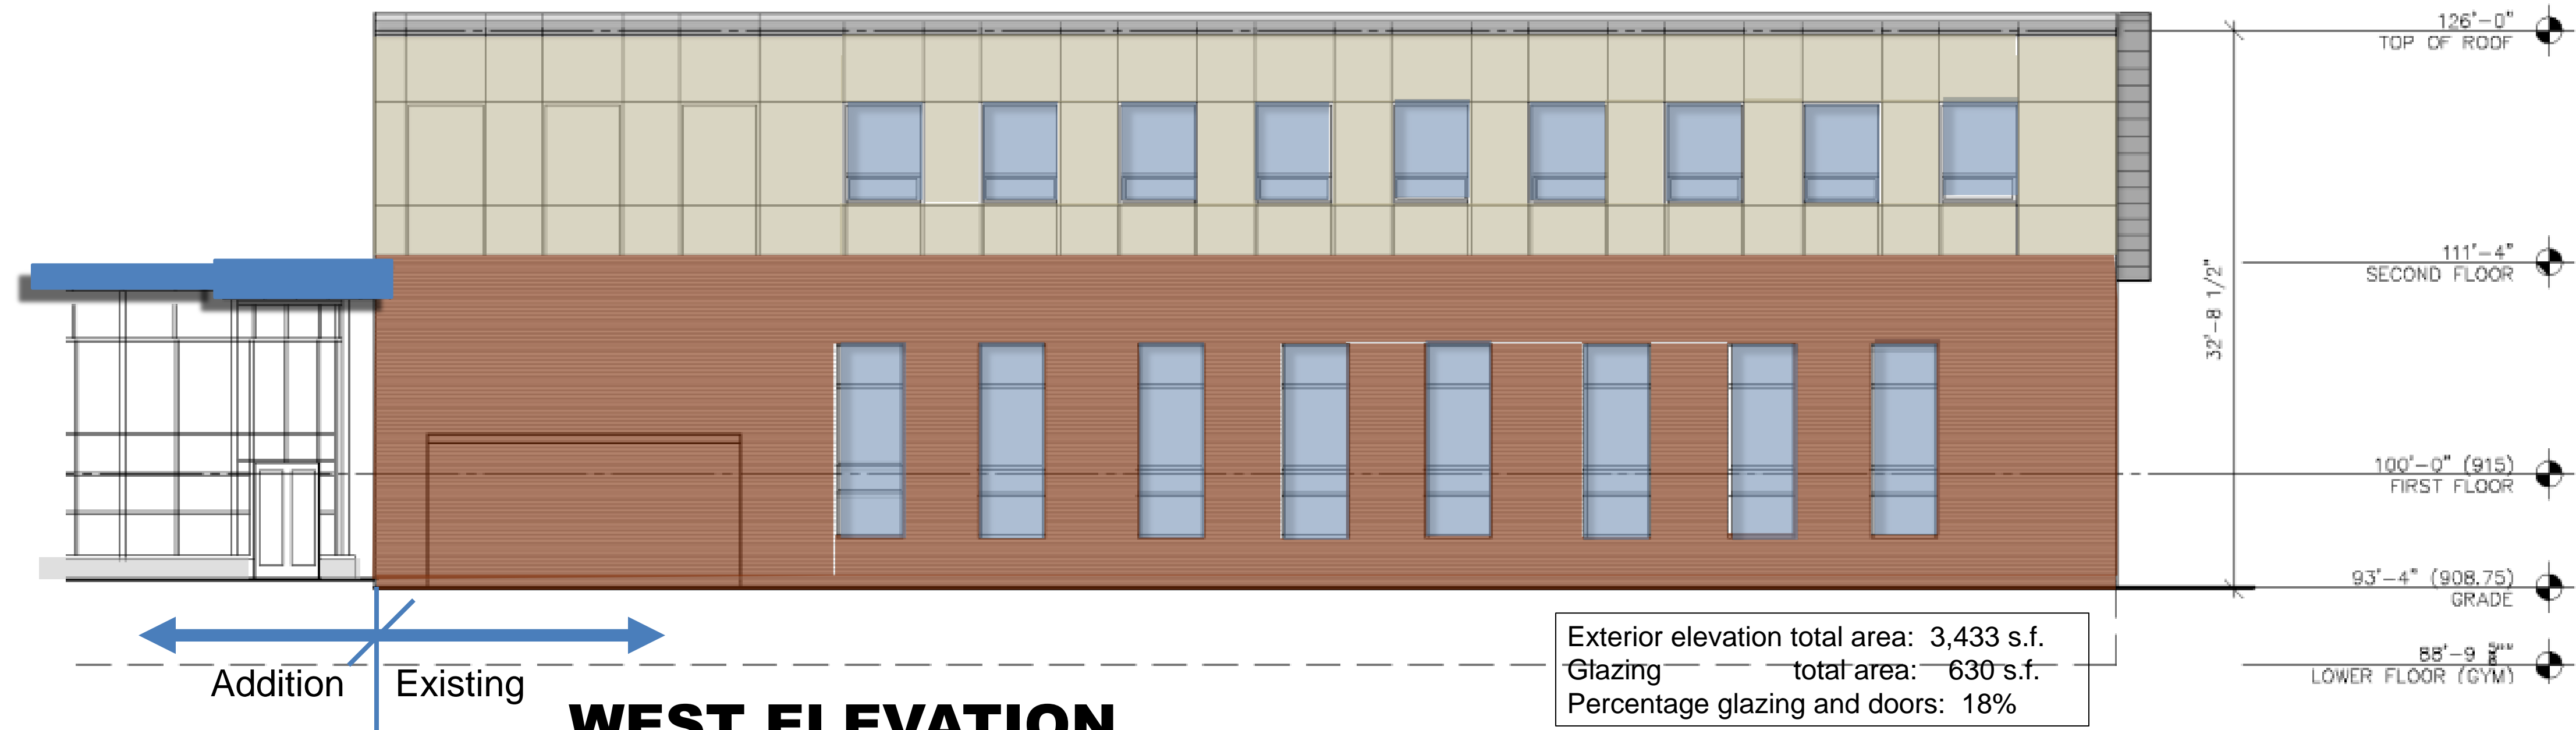 126'-0"
TOP OF ROOF
111'-4"
SECOND FLOOR
32'-8 1/2"
100'-0" (915)
FIRST FLOOR
93'-4" (908.75)
GRADE
Exterior elevation total area: 3,433 s.f.
Glazing total area: 630 s.f.
Percentage glazing and doors: 18%
88'-9
LOWER FLOOR (GYM)
Addition
Existing
WEST ELEVATION